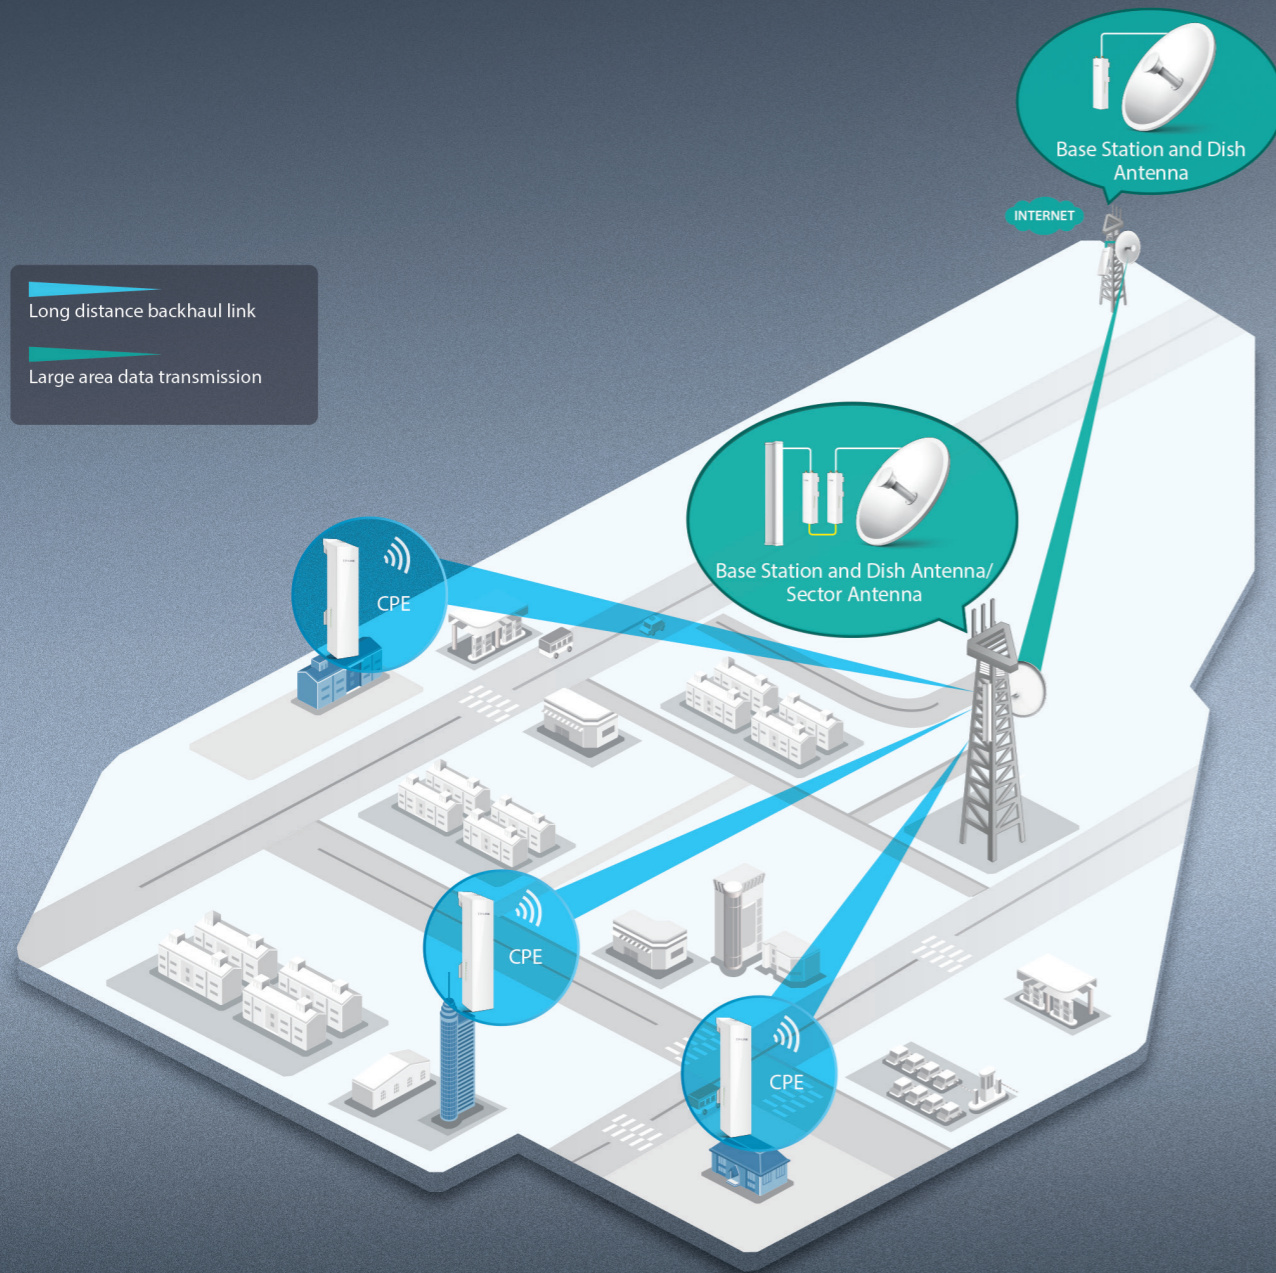 Base Station and Dish
Antenna
INTERNET
Long distance backhaul link
Large area data transmission
Base Station and Dish Antenna/
Sector Antenna
CPE
CPE
CPE